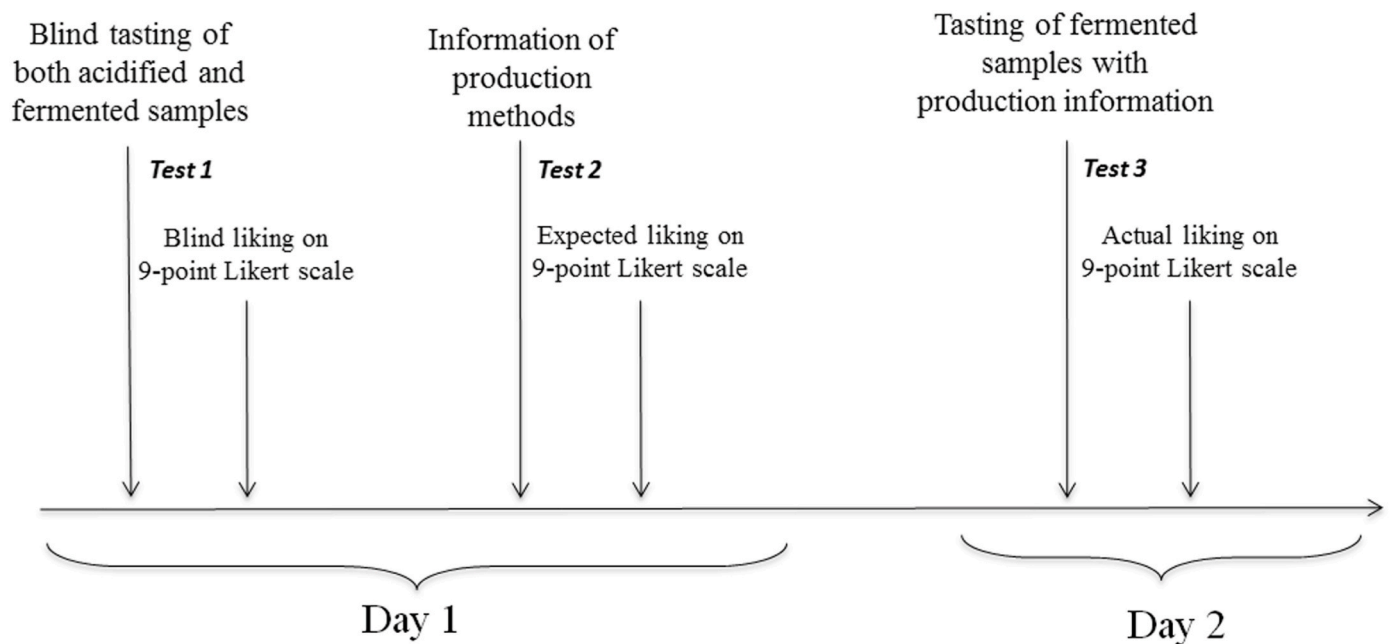 Blind tasting of
both acidified and
fermented samples
Test 1
Blind liking on
9-point Likert scale
Information of
production
methods
Test 2
Expected liking on
9-point Likert scale
Tasting of fermented
samples with
production information
Test 3
Actual liking on
9-point Likert scale
Day 1
Day 2